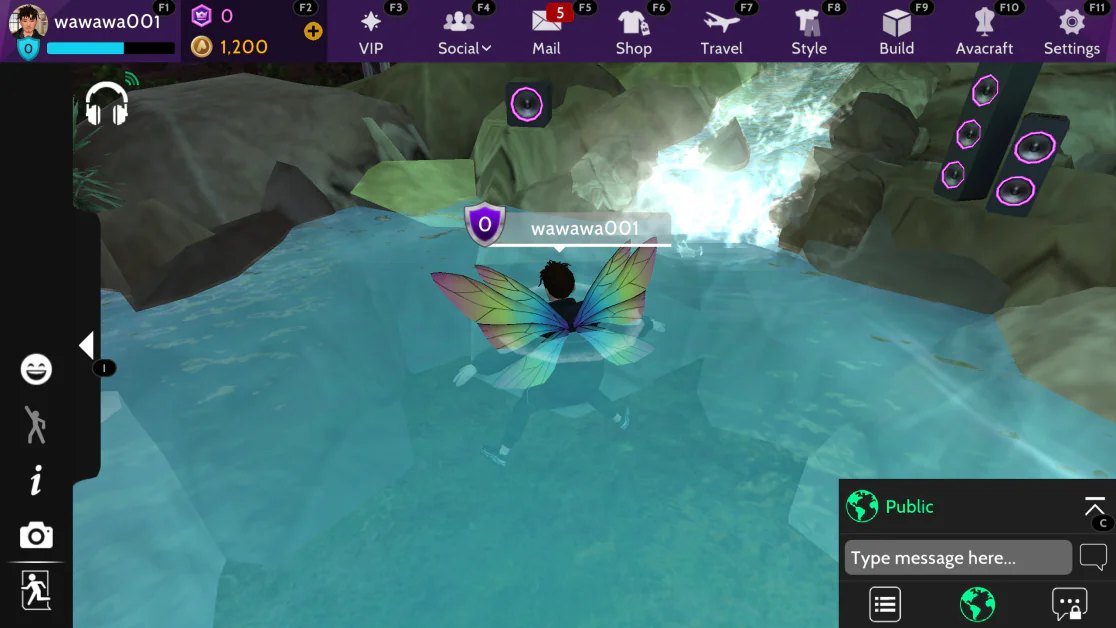 F1 F2 F3 F4 F5 F6 F7 F8 F9 F10 F11
wawawa001
0
5
0
1,200
VIP Social Mail Shop Travel Style Build Avacraft Settings
0
wawawa001
I
Public
C
Type message here...